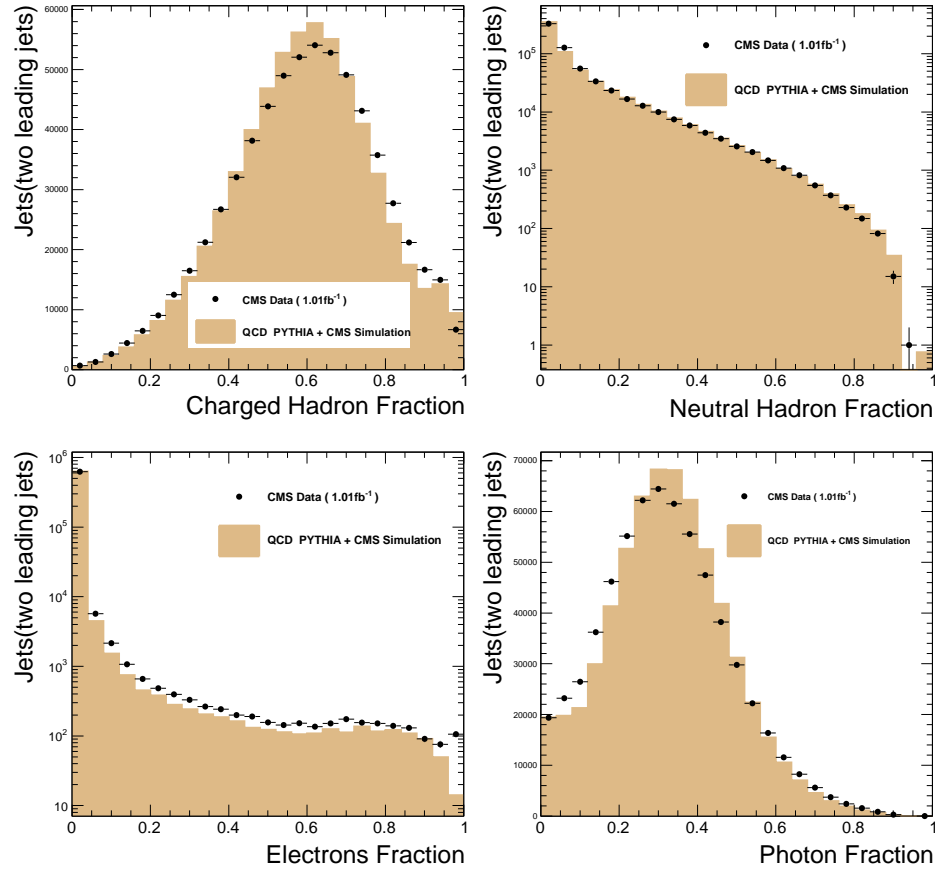 Jets(two leading jets)
60000
50000
40000
30000
20000
10000
0
CMS Data ( 1.01fb⁻¹)
QCD PYTHIA + CMS Simulation
0 0.2 0.4 0.6 0.8 1
Charged Hadron Fraction
Jets(two leading jets)
10⁵
10⁴
10³
10²
10
1
CMS Data ( 1.01fb⁻¹)
QCD PYTHIA + CMS Simulation
0 0.2 0.4 0.6 0.8 1
Neutral Hadron Fraction
Jets(two leading jets)
10⁶
10⁵
10⁴
10³
10²
10
CMS Data ( 1.01fb⁻¹)
QCD PYTHIA + CMS Simulation
0 0.2 0.4 0.6 0.8 1
Electrons Fraction
Jets(two leading jets)
70000
60000
50000
40000
30000
20000
10000
0
CMS Data ( 1.01fb⁻¹)
QCD PYTHIA + CMS Simulation
0 0.2 0.4 0.6 0.8 1
Photon Fraction